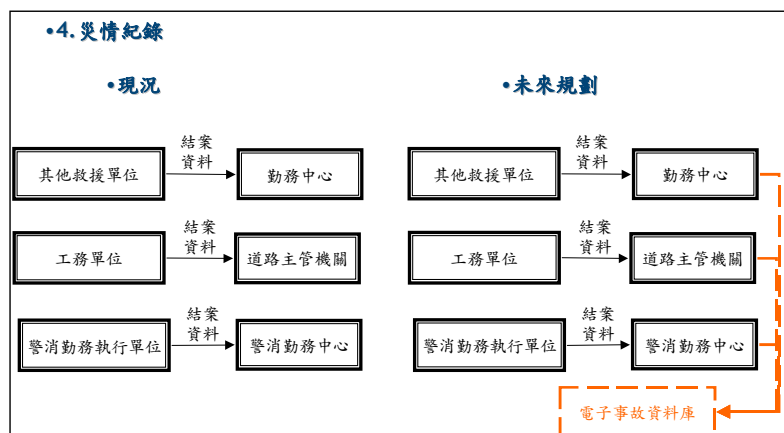 •4.災情紀錄
•現況
•未來規劃
其他救援單位
結案
資料
勤務中心
工務單位
結案
資料
道路主管機關
警消勤務執行單位
結案
資料
警消勤務中心
其他救援單位
結案
資料
勤務中心
工務單位
結案
資料
道路主管機關
警消勤務執行單位
結案
資料
警消勤務中心
電子事故資料庫